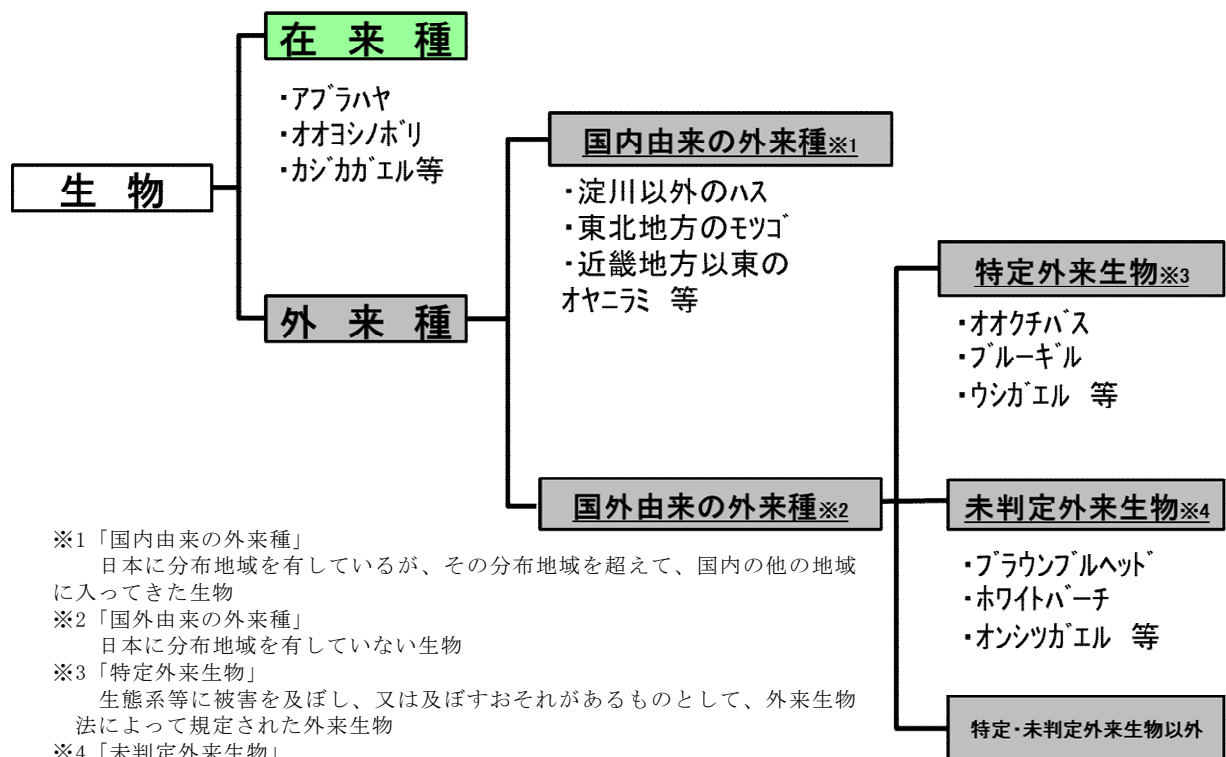 生 物
在 来 種
・ｱﾌﾞﾗﾊﾔ
・ｵｵﾖｼﾉﾎﾞﾘ
・ｶｼﾞｶｶﾞｴﾙ等
外 来 種
国内由来の外来種※1
・淀川以外のﾊｽ
・東北地方のﾓﾂｺﾞ
・近畿地方以東の
ｵﾔﾆﾗﾐ 等
国外由来の外来種※2
特定外来生物※3
・ｵｵｸﾁﾊﾞｽ
・ﾌﾞﾙｰｷﾞﾙ
・ｳｼｶﾞｴﾙ 等
未判定外来生物※4
・ﾌﾞﾗｳﾝﾌﾞﾙﾍｯﾄﾞ
・ﾎﾜｲﾄﾊﾟｰﾁ
・ｵﾝｼﾂｶﾞｴﾙ 等
特定・未判定外来生物以外
※1「国内由来の外来種」
日本に分布地域を有しているが、その分布地域を超えて、国内の他の地域
に入ってきた生物
※2「国外由来の外来種」
日本に分布地域を有していない生物
※3「特定外来生物」
生態系等に被害を及ぼし、又は及ぼすおそれがあるものとして、外来生物
法によって規定された外来生物
※4「未判定外来生物」